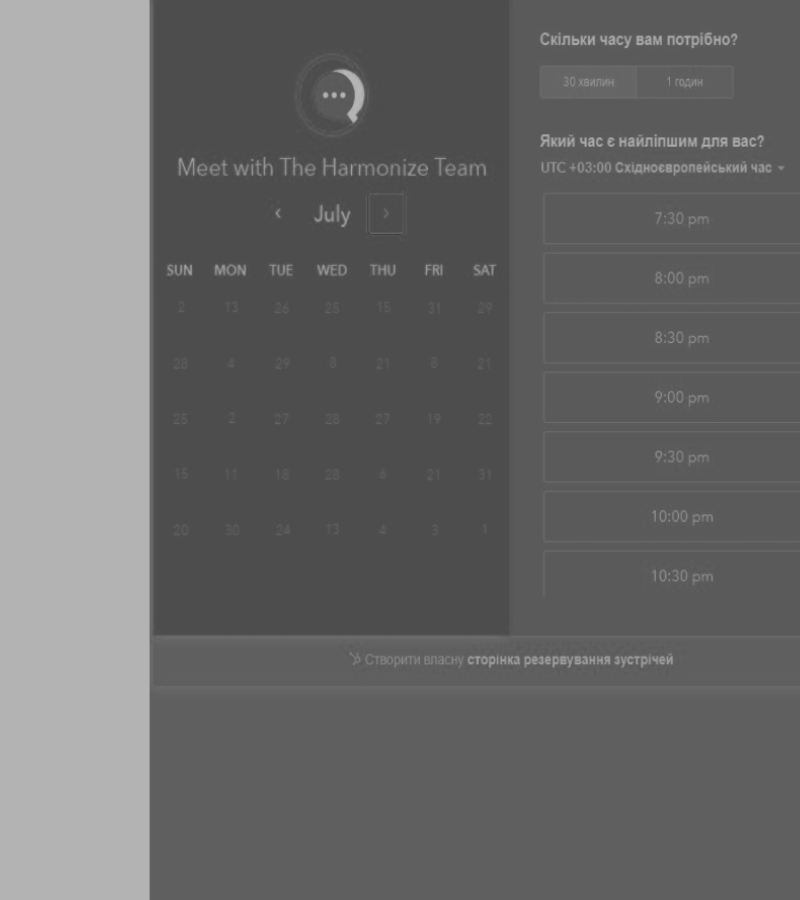 Meet with The Harmonize Team
‹ July ›
SUN MON TUE WED THU FRI SAT
2 13 26 25 15 31 29
28 4 29 8 21 8 21
25 2 27 28 27 19 22
15 11 18 28 6 21 31
20 30 24 13 4 3 1
Скільки часу вам потрібно?
30 хвилин 1 годин
Який час є найліпшим для вас?
UTC +03:00 Східноєвропейський час
7:30 pm
8:00 pm
8:30 pm
9:00 pm
9:30 pm
10:00 pm
10:30 pm
Створити власну сторінка резервування зустрічей